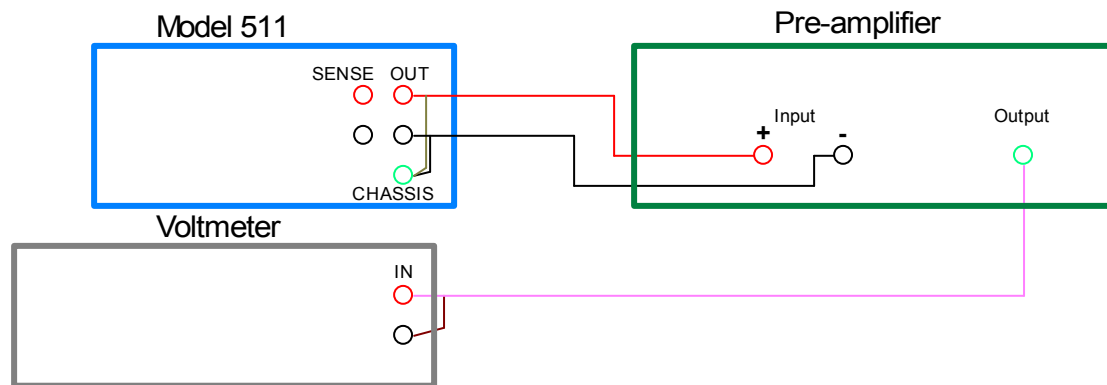 Model 511
Pre-amplifier
SENSE OUT
Input
Output
+ -
CHASSIS
Voltmeter
IN